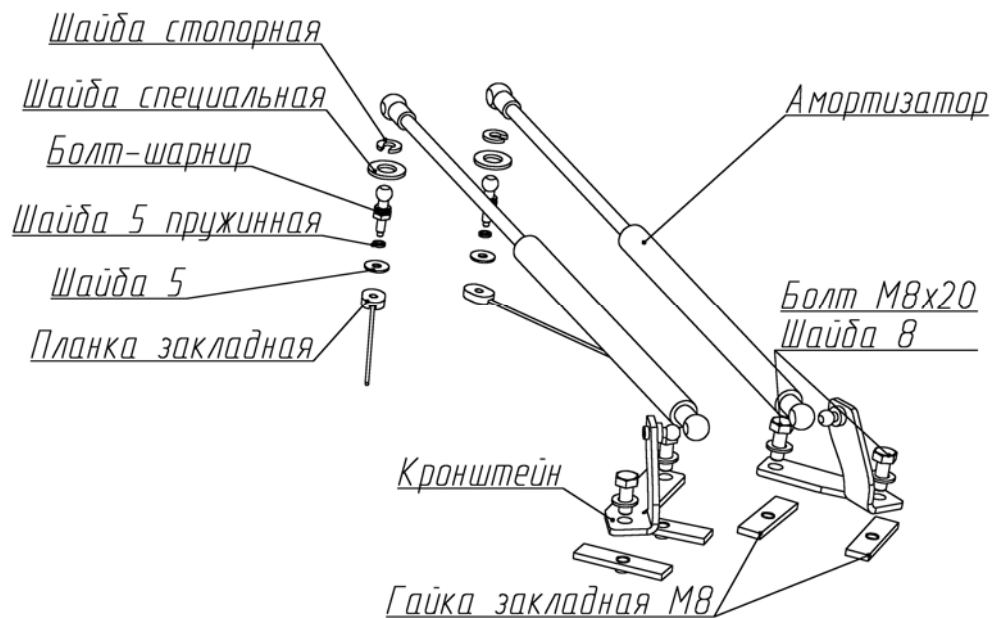 Шайба стопорная
Шайба специальная
Амортизатор
Болт-шарнир
Шайба 5 пружинная
Шайба 5
Болт М8х20
Планка закладная
Шайба 8
Кронштейн
Гайка закладная М8